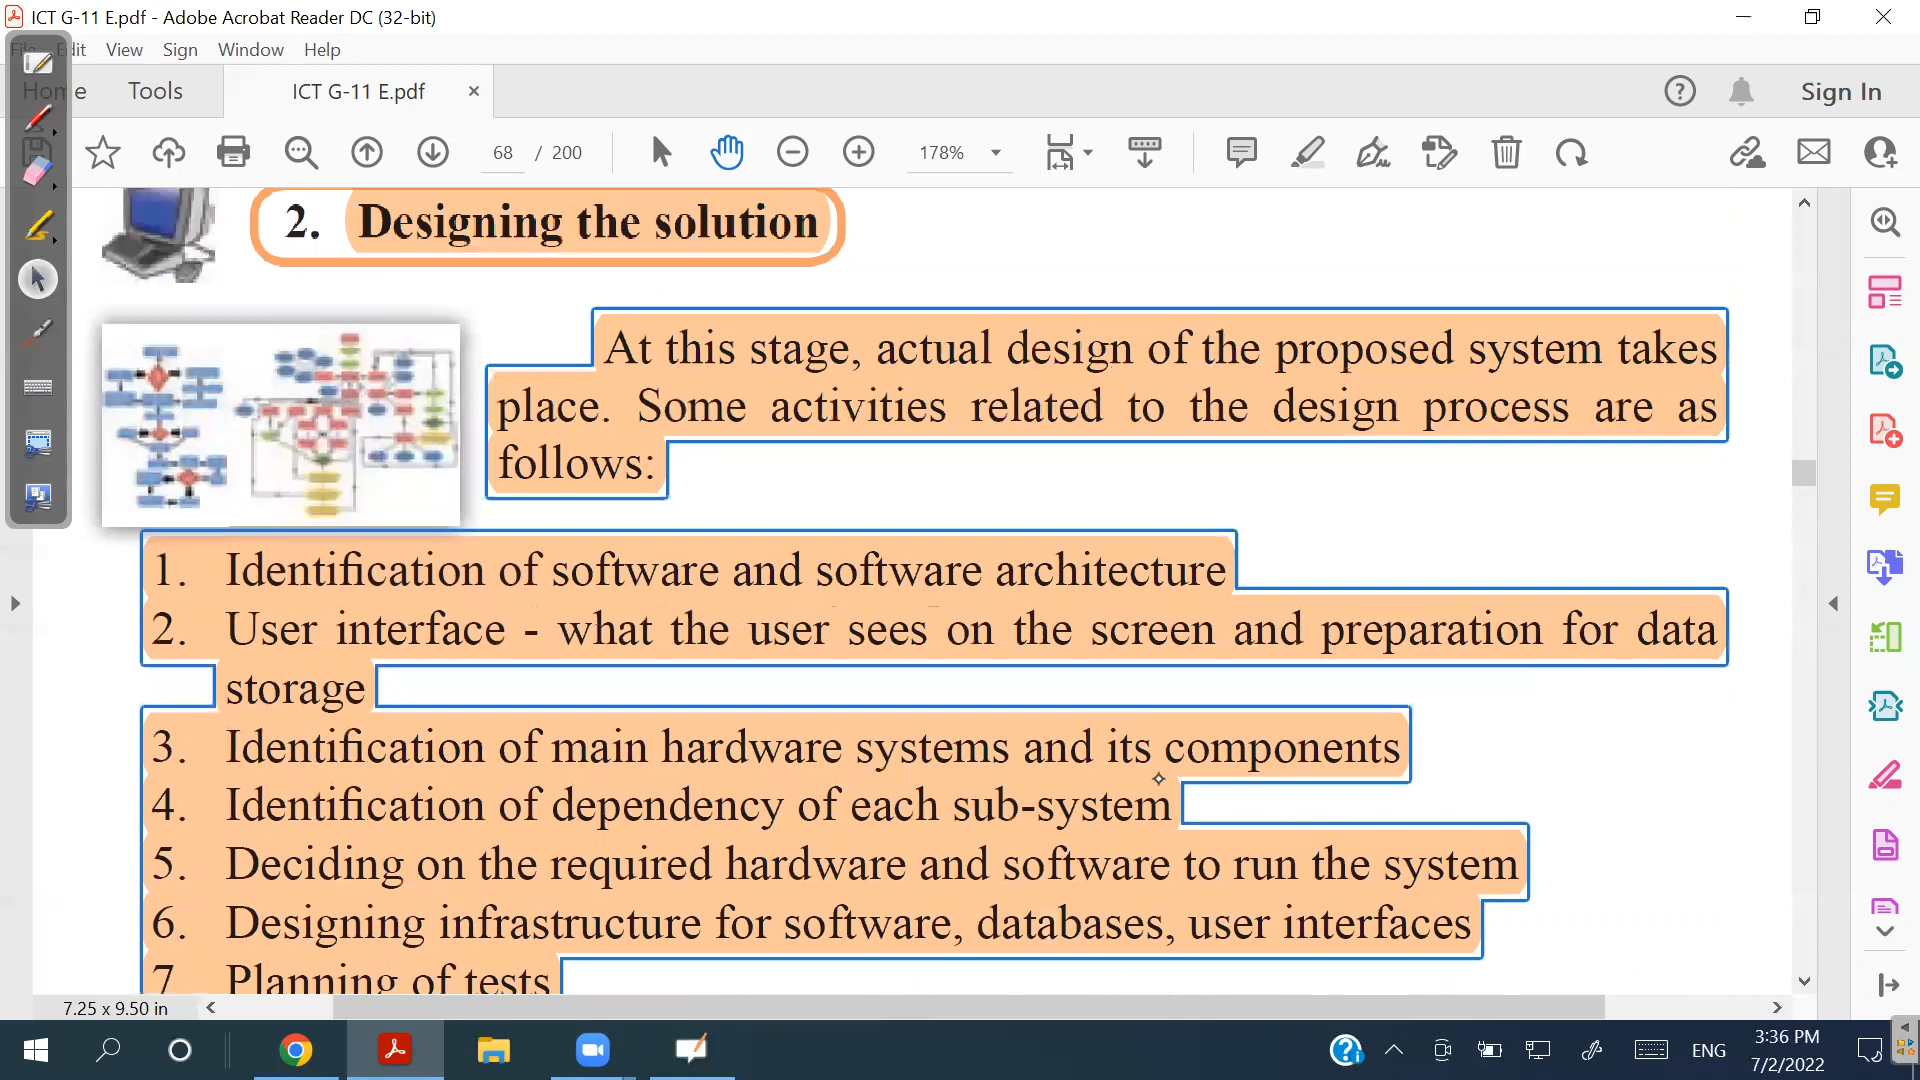 ICT G-11 E.pdf - Adobe Acrobat Reader DC (32-bit)
File Edit View Sign Window Help
Home Tools ICT G-11 E.pdf × Sign In
68 / 200 178%
2. Designing the solution
At this stage, actual design of the proposed system takes
place. Some activities related to the design process are as
follows:
1. Identification of software and software architecture
2. User interface - what the user sees on the screen and preparation for data
storage
3. Identification of main hardware systems and its components
4. Identification of dependency of each sub-system
5. Deciding on the required hardware and software to run the system
6. Designing infrastructure for software, databases, user interfaces
7 Planning of tests
7.25 x 9.50 in
ENG
3:36 PM
7/2/2022